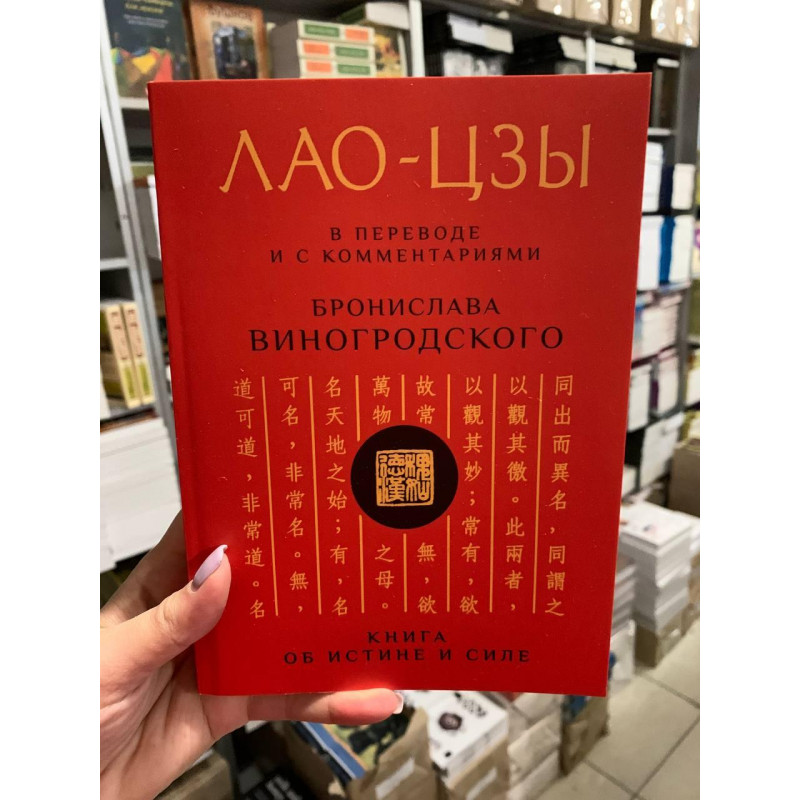 ЛАО-ЦЗЫ
В ПЕРЕВОДЕ
И С КОММЕНТАРИЯМИ
БРОНИСЛАВА
ВИНОГРОДСКОГО
道可道，非常道。名
可名，非常名。無，
名天地之始；有，名
萬物之母。
故常無，欲
以觀其妙；常有，欲
以觀其微。此兩者，
同出而異名，同謂之
КНИГА
ОБ ИСТИНЕ И СИЛЕ